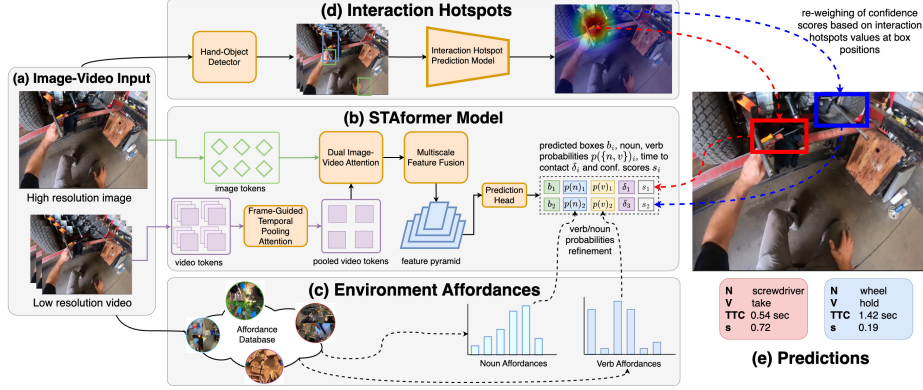 (d) Interaction Hotspots
re-weighing of confidence
scores based on interaction
hotspots values at box
positions
Hand-Object
Detector
Interaction Hotspot
Prediction Model
(a) Image-Video Input
High resolution image
Low resolution video
(b) STAformer Model
image tokens
Dual Image-
Video Attention
Multiscale
Feature Fusion
predicted boxes b_i, noun, verb
probabilities p({n, v})_i, time to
contact δ_i and conf. scores s_i
Prediction
Head
b_1 p(n)_1 p(v)_1 δ_1 s_1
b_2 p(n)_2 p(v)_2 δ_3 s_2
video tokens
Frame-Guided
Temporal
Pooling
Attention
pooled video tokens
feature pyramid
verb/noun
probabilities
refinement
(c) Environment Affordances
Affordance
Database
Noun Affordances
Verb Affordances
N screwdriver
V take
TTC 0.54 sec
s 0.72
N wheel
V hold
TTC 1.42 sec
s 0.19
(e) Predictions